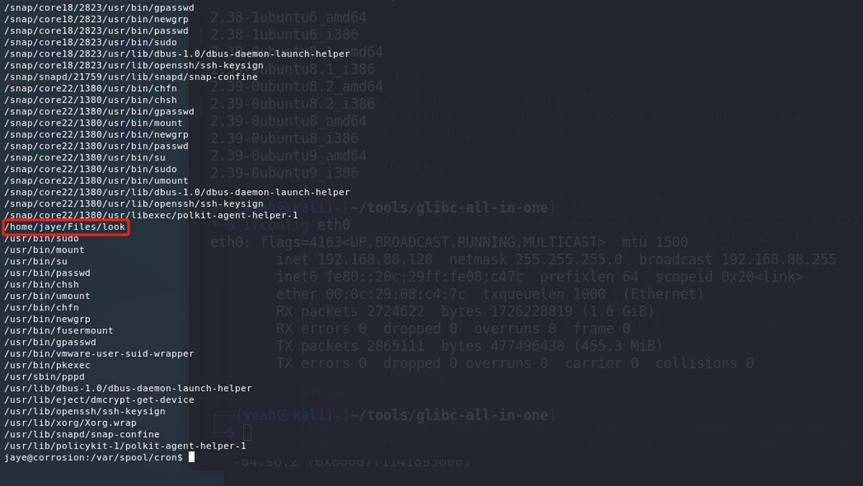 /snap/core18/2823/usr/bin/gpasswd
/snap/core18/2823/usr/bin/newgrp
/snap/core18/2823/usr/bin/passwd
/snap/core18/2823/usr/bin/sudo
/snap/core18/2823/usr/lib/dbus-1.0/dbus-daemon-launch-helper
/snap/core18/2823/usr/lib/openssh/ssh-keysign
/snap/snapd/21759/usr/lib/snapd/snap-confine
/snap/core22/1380/usr/bin/chfn
/snap/core22/1380/usr/bin/chsh
/snap/core22/1380/usr/bin/gpasswd
/snap/core22/1380/usr/bin/mount
/snap/core22/1380/usr/bin/newgrp
/snap/core22/1380/usr/bin/passwd
/snap/core22/1380/usr/bin/su
/snap/core22/1380/usr/bin/sudo
/snap/core22/1380/usr/bin/umount
/snap/core22/1380/usr/lib/dbus-1.0/dbus-daemon-launch-helper
/snap/core22/1380/usr/lib/openssh/ssh-keysign
/snap/core22/1380/usr/libexec/polkit-agent-helper-1
/home/jaye/Files/look
/usr/bin/sudo
/usr/bin/mount
/usr/bin/su
/usr/bin/passwd
/usr/bin/chsh
/usr/bin/umount
/usr/bin/chfn
/usr/bin/newgrp
/usr/bin/fusermount
/usr/bin/gpasswd
/usr/bin/vmware-user-suid-wrapper
/usr/bin/pkexec
/usr/sbin/pppd
/usr/lib/dbus-1.0/dbus-daemon-launch-helper
/usr/lib/eject/dmcrypt-get-device
/usr/lib/openssh/ssh-keysign
/usr/lib/xorg/Xorg.wrap
/usr/lib/snapd/snap-confine
/usr/lib/policykit-1/polkit-agent-helper-1
jaye@corrosion:/var/spool/cron$
2.38-1ubuntu6_amd64
2.38-1ubuntu6_i386
2.39-0ubuntu8.1_amd64
2.39-0ubuntu8.1_i386
2.39-0ubuntu8.2_amd64
2.39-0ubuntu8.2_i386
2.39-0ubuntu8_amd64
2.39-0ubuntu8_i386
2.39-0ubuntu9_amd64
2.39-0ubuntu9_i386
kali)-[~/tools/glibc-all-in-one]
$ ifconfig eth0
eth0: flags=4163<UP,BROADCAST,RUNNING,MULTICAST>  mtu 1500
inet 192.168.88.128  netmask 255.255.255.0  broadcast 192.168.88.255
inet6 fe80::20c:29ff:fe08:c47c  prefixlen 64  scopeid 0x20<link>
ether 00:0c:29:08:c4:7c  txqueuelen 1000  (Ethernet)
RX packets 2724622  bytes 1726228819 (1.6 GiB)
RX errors 0  dropped 0  overruns 0  frame 0
TX packets 2865111  bytes 477496430 (455.3 MiB)
TX errors 0  dropped 0 overruns 0  carrier 0  collisions 0
(yeah㉿kali)-[~/tools/glibc-all-in-one]
$